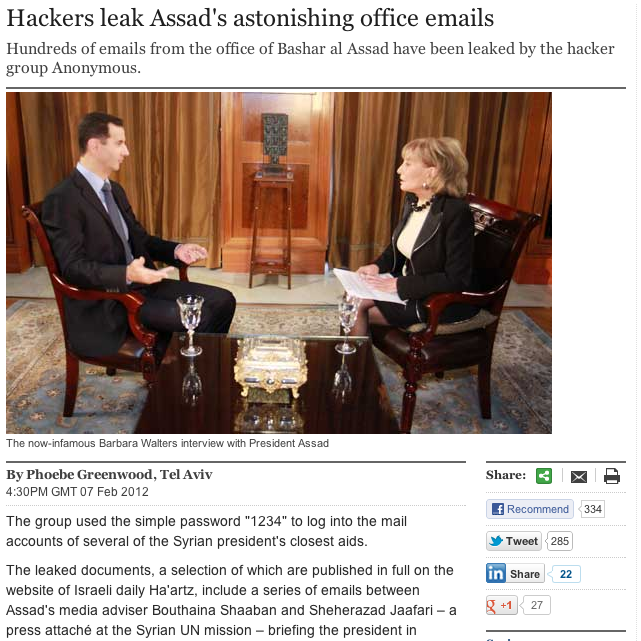 Hackers leak Assad's astonishing office emails
Hundreds of emails from the office of Bashar al Assad have been leaked by the hacker
group Anonymous.
The now-infamous Barbara Walters interview with President Assad
By Phoebe Greenwood, Tel Aviv
4:30PM GMT 07 Feb 2012
The group used the simple password "1234" to log into the mail
accounts of several of the Syrian president's closest aids.
The leaked documents, a selection of which are published in full on the
website of Israeli daily Ha'artz, include a series of emails between
Assad's media adviser Bouthaina Shaaban and Sheherazad Jaafari – a
press attaché at the Syrian UN mission – briefing the president in
Share:
Recommend 334
Tweet 285
in Share 22
g +1 27